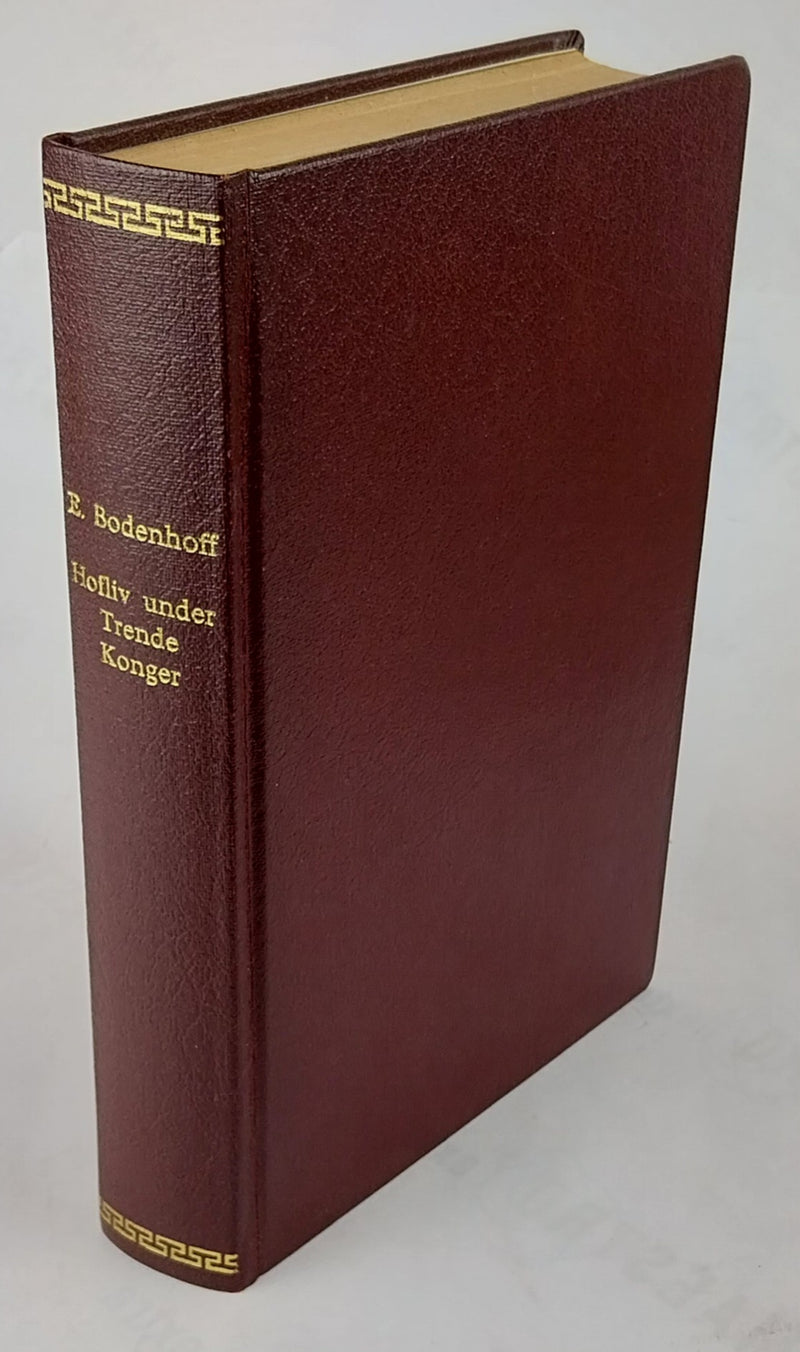 E. Bodenhoff
Hofliv under
Trende
Konger